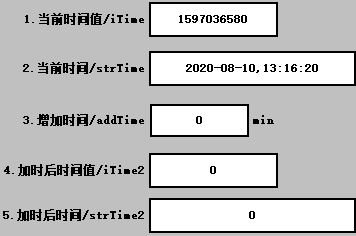 1.当前时间值/iTime 1597036580
2.当前时间/strTime 2020-08-10,13:16:20
3.增加时间/addTime 0 min
4.加时后时间值/iTime2 0
5.加时后时间/strTime2 0